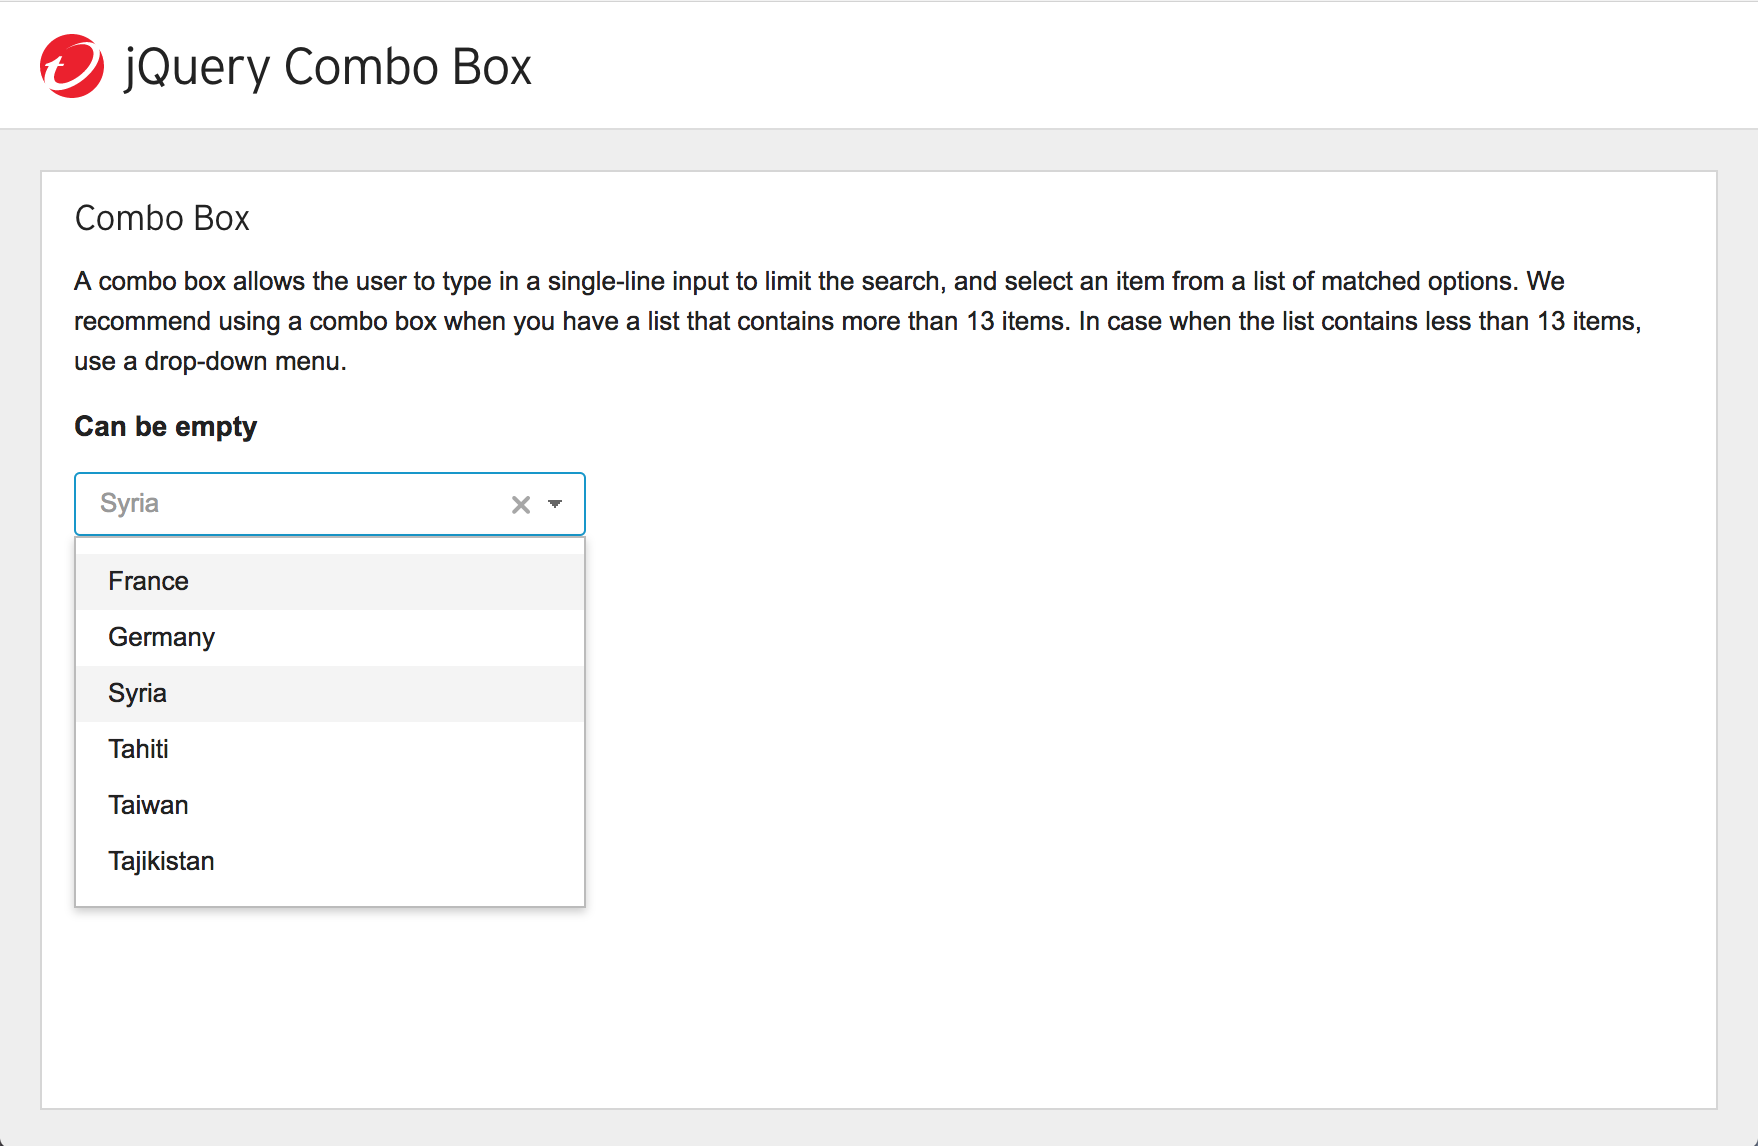 jQuery Combo Box
Combo Box
A combo box allows the user to type in a single-line input to limit the search, and select an item from a list of matched options. We
recommend using a combo box when you have a list that contains more than 13 items. In case when the list contains less than 13 items,
use a drop-down menu.
Can be empty
Syria
France
Germany
Syria
Tahiti
Taiwan
Tajikistan